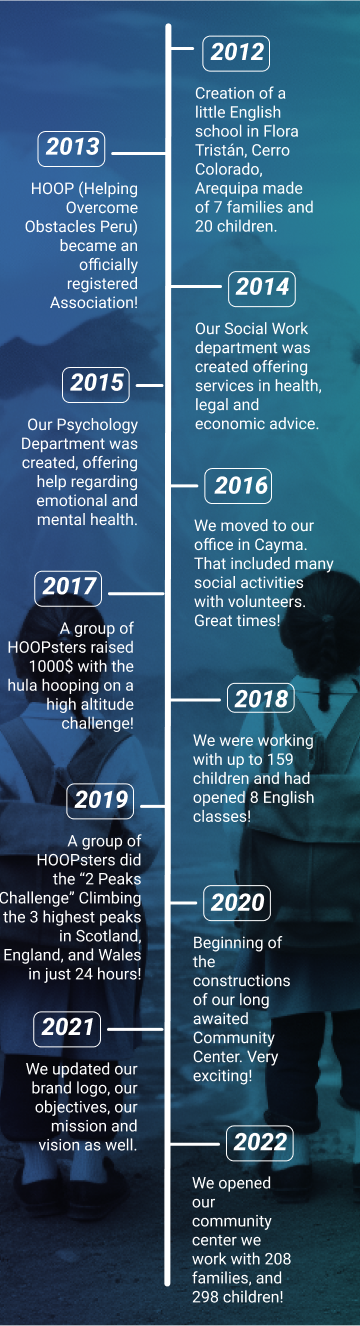 2012
Creation of a
little English
school in Flora
Tristán, Cerro
Colorado,
Arequipa made
of 7 families and
20 children.
2013
HOOP (Helping
Overcome
Obstacles Peru)
became an
officially
registered
Association!
2014
Our Social Work
department was
created offering
services in health,
legal and
economic advice.
2015
Our Psychology
Department was
created, offering
help regarding
emotional and
mental health.
2016
We moved to our
office in Cayma.
That included many
social activities
with volunteers.
Great times!
2017
A group of
HOOPsters raised
1000$ with the
hula hooping on a
high altitude
challenge!
2018
We were working
with up to 159
children and had
opened 8 English
classes!
2019
A group of
HOOPsters did
the “2 Peaks
Challenge” Climbing
the 3 highest peaks
in Scotland,
England, and Wales
in just 24 hours!
2020
Beginning of
the
constructions
of our long
awaited
Community
Center. Very
exciting!
2021
We updated our
brand logo, our
objectives, our
mission and
vision as well.
2022
We opened
our
community
center we
work with 208
families, and
298 children!